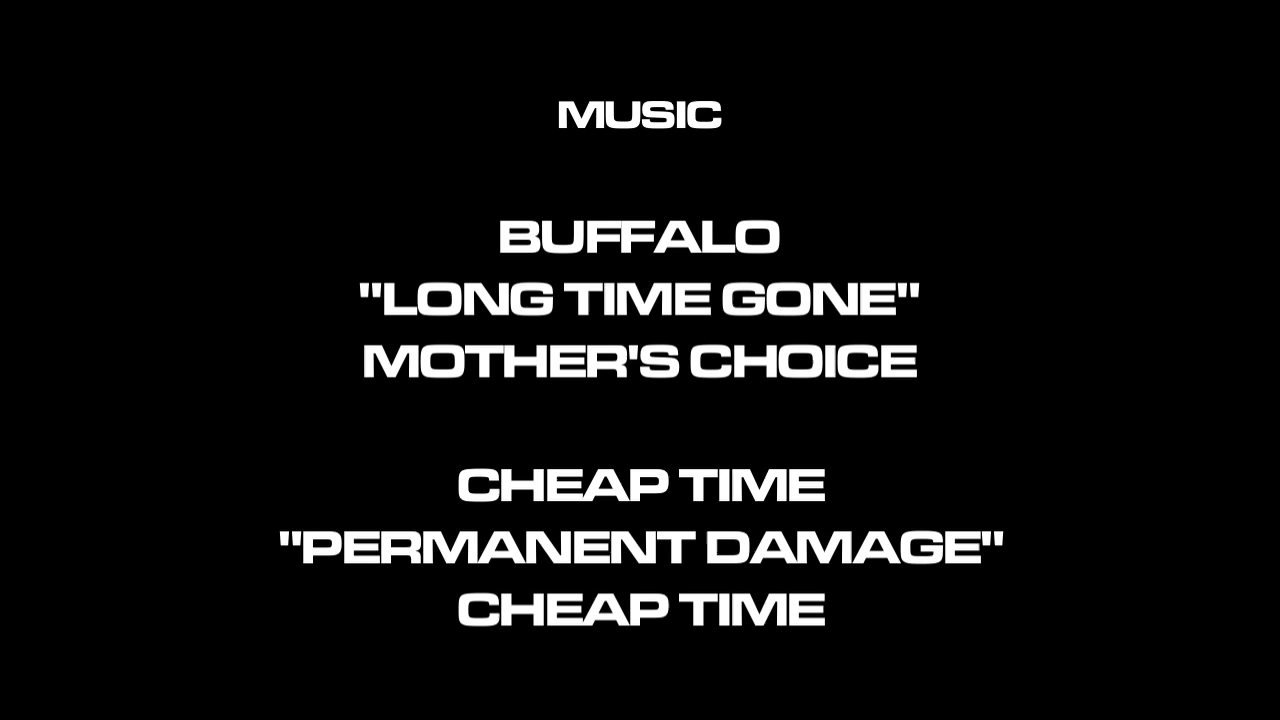 MUSIC
BUFFALO
"LONG TIME GONE"
MOTHER'S CHOICE
CHEAP TIME
"PERMANENT DAMAGE"
CHEAP TIME